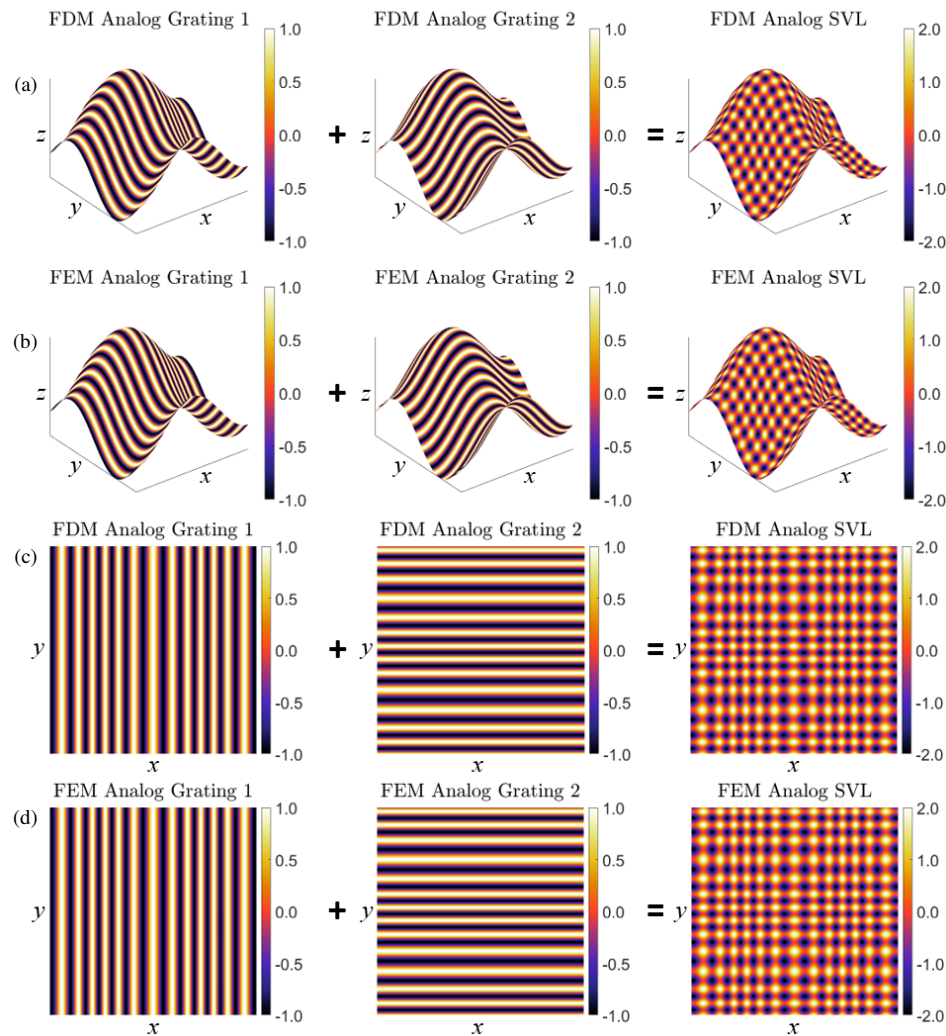 FDM Analog Grating 1
FDM Analog Grating 2
FDM Analog SVL
(a)
z
y
x
1.0
0.5
0.0
-0.5
-1.0
+
y
x
1.0
0.5
0.0
-0.5
-1.0
=
z
y
x
2.0
1.0
0.0
-1.0
-2.0
FEM Analog Grating 1
FEM Analog Grating 2
FEM Analog SVL
(b)
z
y
x
1.0
0.5
0.0
-0.5
-1.0
+
z
y
x
1.0
0.5
0.0
-0.5
-1.0
=
z
y
x
2.0
1.0
0.0
-1.0
-2.0
FDM Analog Grating 1
FDM Analog Grating 2
FDM Analog SVL
(c)
y
x
1.0
0.5
0.0
-0.5
-1.0
+
y
x
1.0
0.5
0.0
-0.5
-1.0
=
y
x
2.0
1.0
0.0
-1.0
-2.0
FEM Analog Grating 1
FEM Analog Grating 2
FEM Analog SVL
(d)
y
x
1.0
0.5
0.0
-0.5
-1.0
+
y
x
1.0
0.5
0.0
-0.5
-1.0
=
y
x
2.0
1.0
0.0
-1.0
-2.0